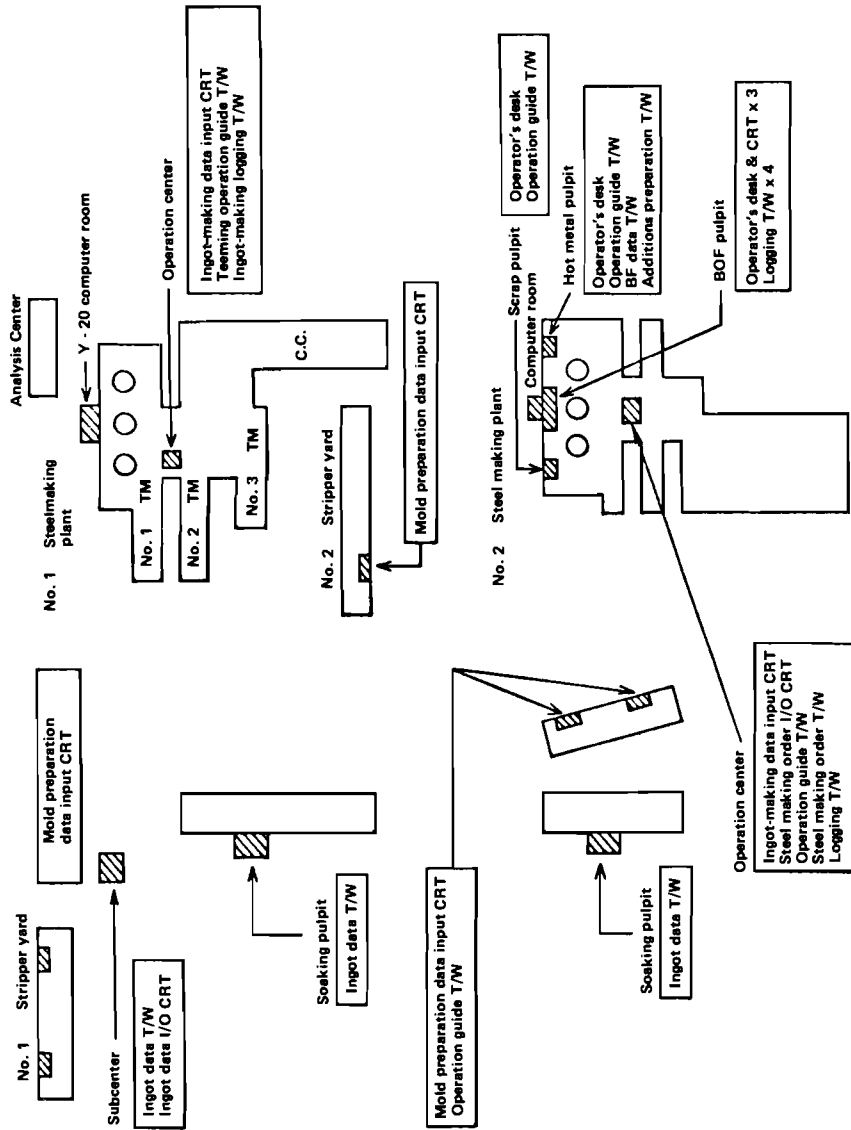 No. 1 Stripper yard
Mold preparation
data input CRT
Subcenter
Ingot data T/W
Ingot data I/O CRT
Soaking pulpit
Ingot data T/W
No. 1 Steelmaking
plant
Analysis Center
Y - 20 computer room
No. 1 TM
No. 2 TM
No. 3 TM
C.C.
Operation center
Ingot-making data input CRT
Teeming operation guide T/W
Ingot-making logging T/W
No. 2 Stripper yard
Mold preparation data input CRT
Mold preparation data input CRT
Operation guide T/W
Soaking pulpit
Ingot data T/W
No. 2 Steel making plant
Scrap pulpit
Operator's desk
Operation guide T/W
Computer room
Hot metal pulpit
Operator's desk
Operation guide T/W
BF data T/W
Additions preparation T/W
BOF pulpit
Operator's desk & CRT x 3
Logging T/W x 4
Operation center
Ingot-making data input CRT
Steel making order I/O CRT
Operation guide T/W
Steel making order T/W
Logging T/W